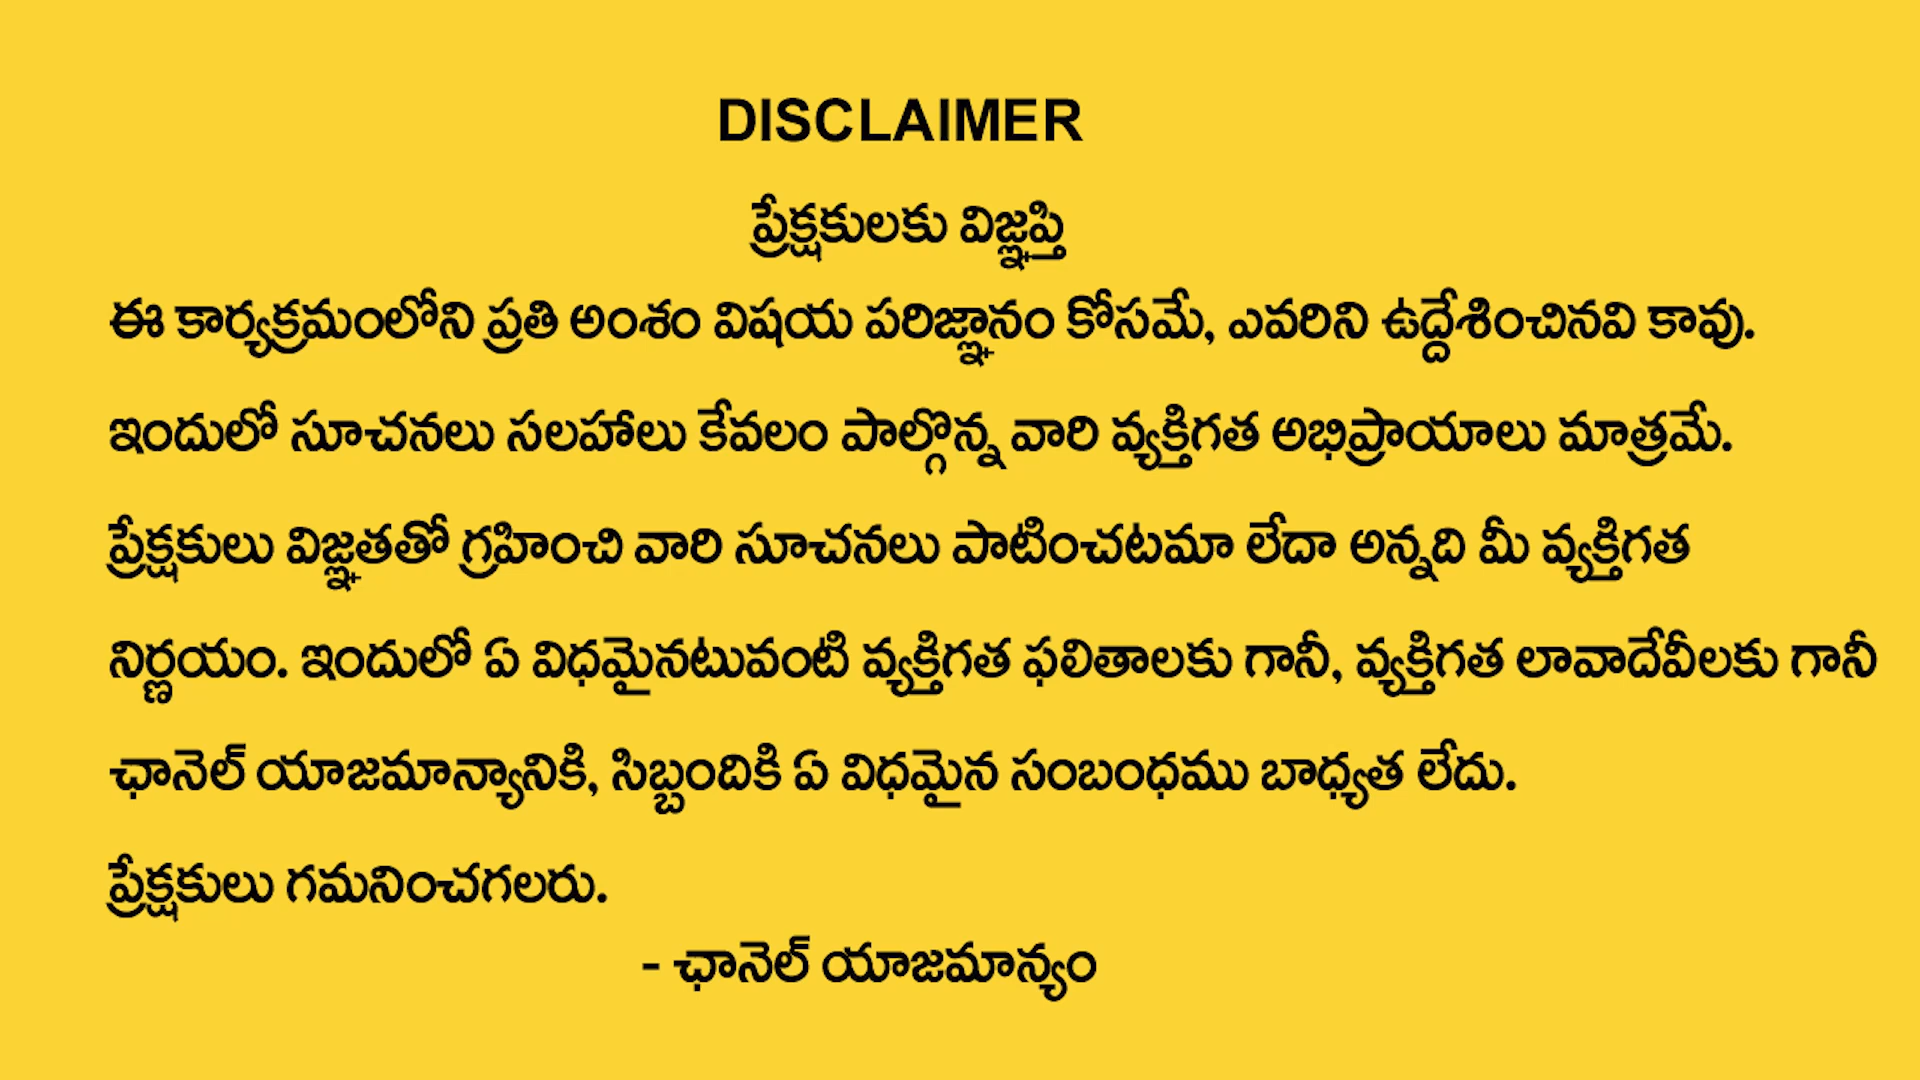 DISCLAIMER
ప్రేక్షకులకు విజ్ఞప్తి
ఈ కార్యక్రమంలోని ప్రతి అంశం విషయ పరిజ్ఞానం కోసమే, ఎవరిని ఉద్దేశించినవి కావు.
ఇందులో సూచనలు సలహాలు కేవలం పాల్గొన్న వారి వ్యక్తిగత అభిప్రాయాలు మాత్రమే.
ప్రేక్షకులు విజ్ఞతతో గ్రహించి వారి సూచనలు పాటించటమా లేదా అన్నది మీ వ్యక్తిగత
నిర్ణయం. ఇందులో ఏ విధమైనటువంటి వ్యక్తిగత ఫలితాలకు గానీ, వ్యక్తిగత లావాదేవీలకు గానీ
ఛానెల్ యాజమాన్యానికి, సిబ్బందికి ఏ విధమైన సంబంధము బాధ్యత లేదు.
ప్రేక్షకులు గమనించగలరు.
- ఛానెల్ యాజమాన్యం